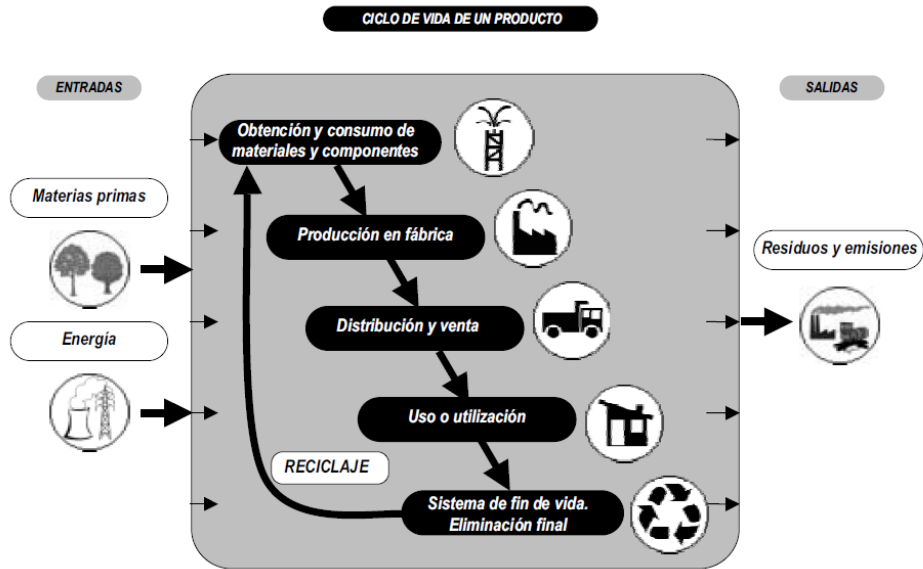 CICLO DE VIDA DE UN PRODUCTO
ENTRADAS
SALIDAS
Obtención y consumo de
materiales y componentes
Materias primas
Producción en fábrica
Residuos y emisiones
Distribución y venta
Energía
Uso o utilización
RECICLAJE
Sistema de fin de vida.
Eliminación final